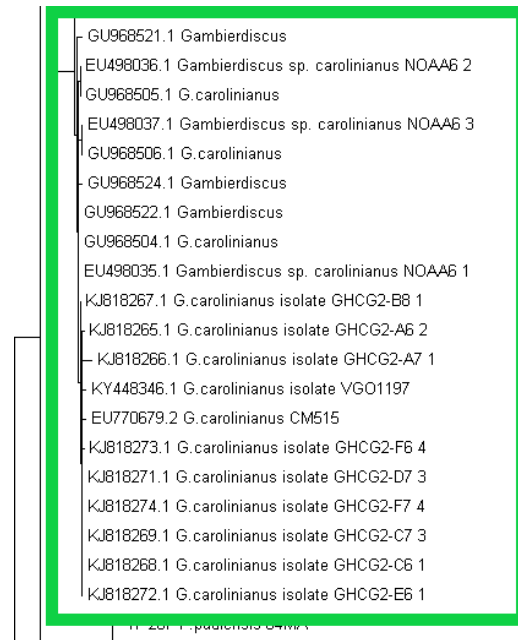 GU968521.1 Gambierdiscus
EU498036.1 Gambierdiscus sp. carolinianus NOAA6 2
GU968505.1 G.carolinianus
EU498037.1 Gambierdiscus sp. carolinianus NOAA6 3
GU968506.1 G.carolinianus
GU968524.1 Gambierdiscus
GU968522.1 Gambierdiscus
GU968504.1 G.carolinianus
EU498035.1 Gambierdiscus sp. carolinianus NOAA6 1
KJ818267.1 G.carolinianus isolate GHCG2-B8 1
KJ818265.1 G.carolinianus isolate GHCG2-A6 2
KJ818266.1 G.carolinianus isolate GHCG2-A7 1
KY448346.1 G.carolinianus isolate VGO1197
EU770679.2 G.carolinianus CM515
KJ818273.1 G.carolinianus isolate GHCG2-F6 4
KJ818271.1 G.carolinianus isolate GHCG2-D7 3
KJ818274.1 G.carolinianus isolate GHCG2-F7 4
KJ818269.1 G.carolinianus isolate GHCG2-C7 3
KJ818268.1 G.carolinianus isolate GHCG2-C6 1
KJ818272.1 G.carolinianus isolate GHCG2-E6 1